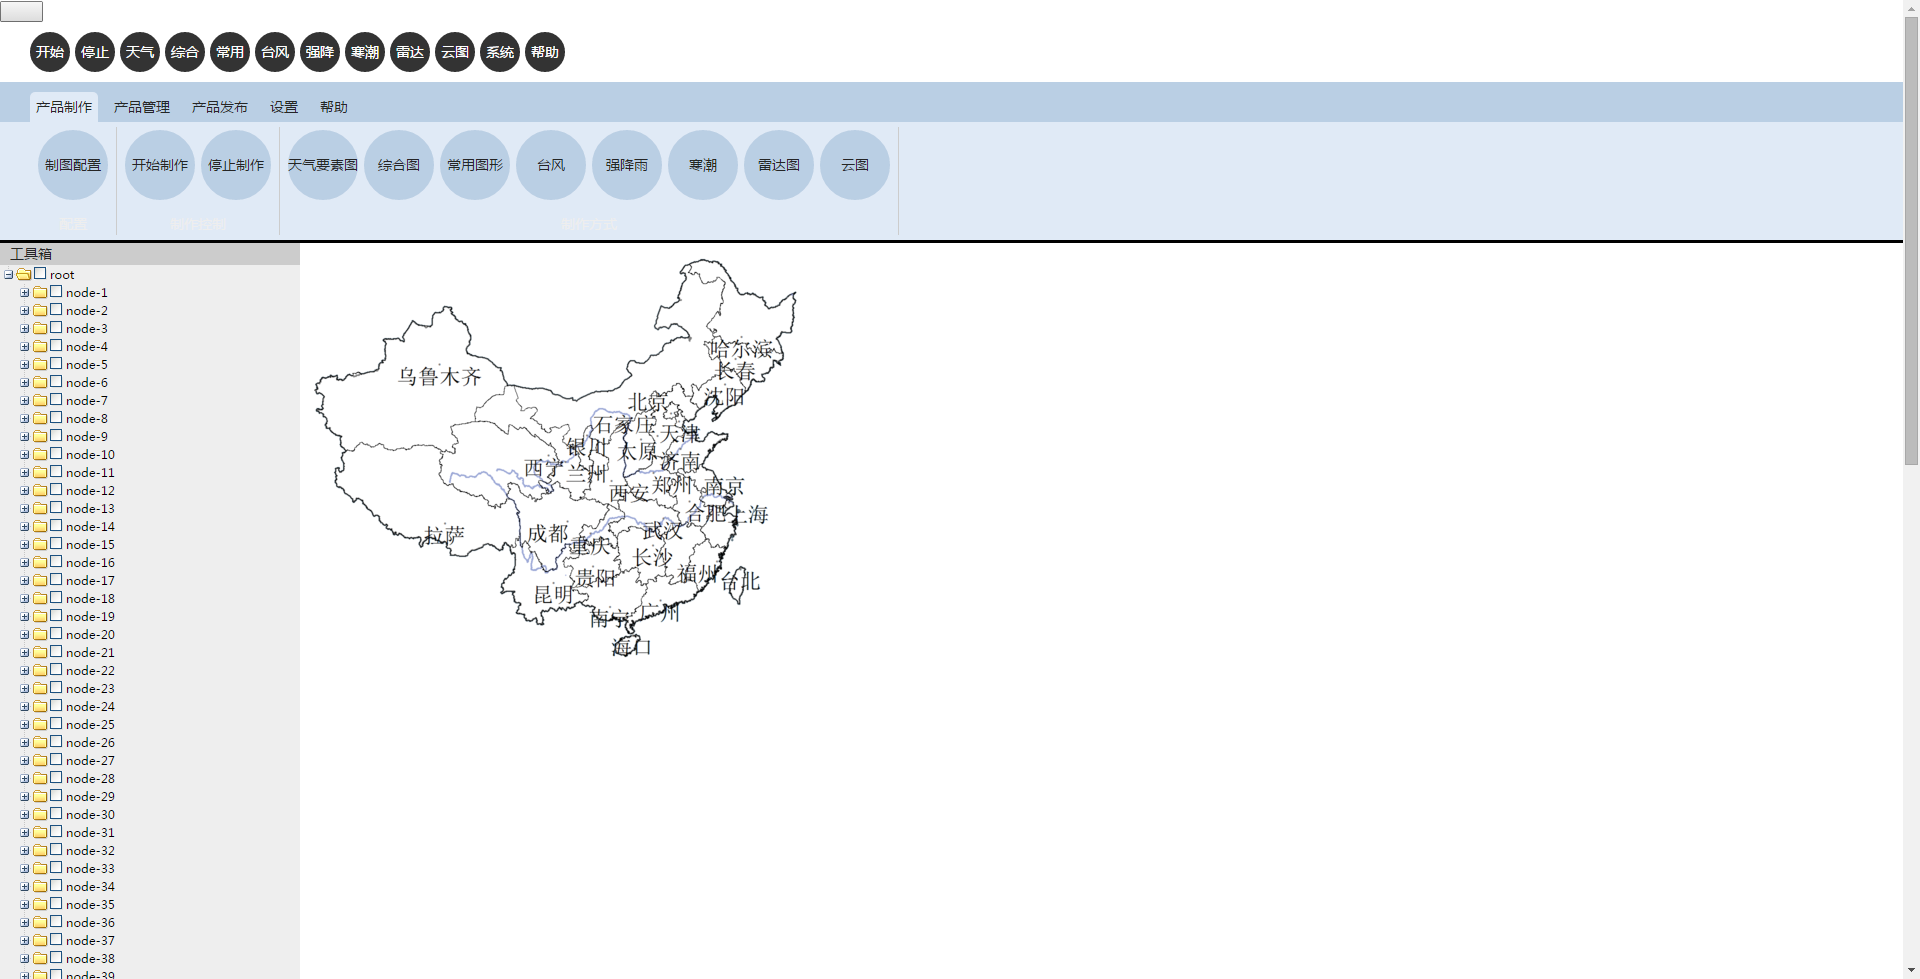 开始 停止 天气 综合 常用 台风 强降 寒潮 雷达 云图 系统 帮助
产品制作 产品管理 产品发布 设置 帮助
制图配置 开始制作 停止制作 天气要素图 综合图 常用图形 台风 强降雨 寒潮 雷达图 云图
配置 制作控制 制作方式
工具箱
root
node-1
node-2
node-3
node-4
node-5
node-6
node-7
node-8
node-9
node-10
node-11
node-12
node-13
node-14
node-15
node-16
node-17
node-18
node-19
node-20
node-21
node-22
node-23
node-24
node-25
node-26
node-27
node-28
node-29
node-30
node-31
node-32
node-33
node-34
node-35
node-36
node-37
node-38
node-39
哈尔滨
长春
乌鲁木齐
沈阳
北京
石家庄
天津
银川
太原
济南
西宁
兰州
西安
郑州
南京
合肥
上海
拉萨
成都
武汉
重庆
长沙
贵阳
福州
台北
昆明
南宁
广州
海口